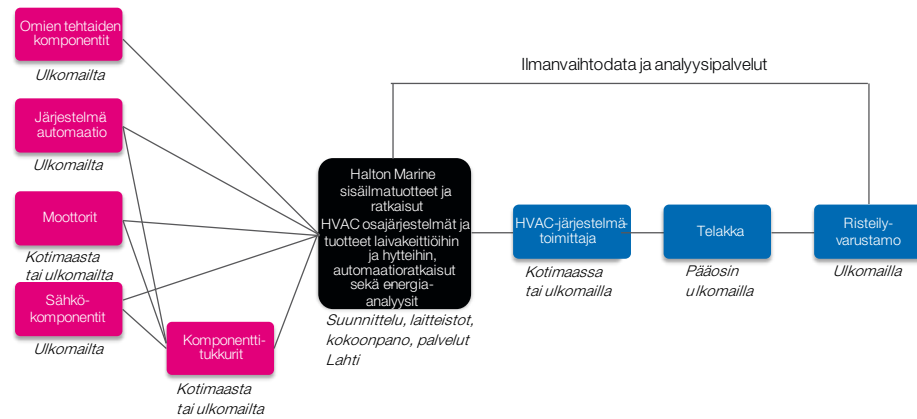 Omien tehtaiden
komponentit
Ulkomailta
Järjestelmä
automaatio
Ulkomailta
Moottorit
Kotimaasta
tai ulkomailta
Sähkö-
komponentit
Ulkomailta
Komponentti-
tukkurit
Kotimaasta
tai ulkomailta
Ilmanvaihtodata ja analyysipalvelut
Halton Marine
sisäilmatuotteet ja
ratkaisut
HVAC osajärjestelmät ja
tuotteet laivakeittiöihin
ja hytteihin,
automaatioratkaisut
sekä energia-
analyysit
Suunnittelu, laitteistot,
kokoonpano, palvelut
Lahti
HVAC-järjestelmä-
toimittaja
Kotimaassa
tai ulkomailla
Telakka
Pääosin
ulkomailla
Risteily-
varustamo
Ulkomailla